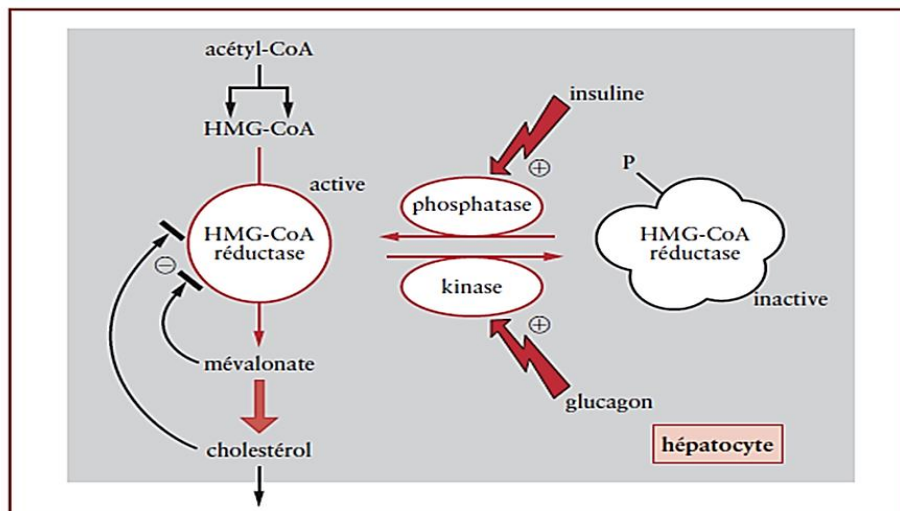 acétyl-CoA
HMG-CoA
active
HMG-CoA
réductase
⊖
mévalonate
cholestérol
insuline
⊕
phosphatase
kinase
⊕
glucagon
P
HMG-CoA
réductase
inactive
hépatocyte